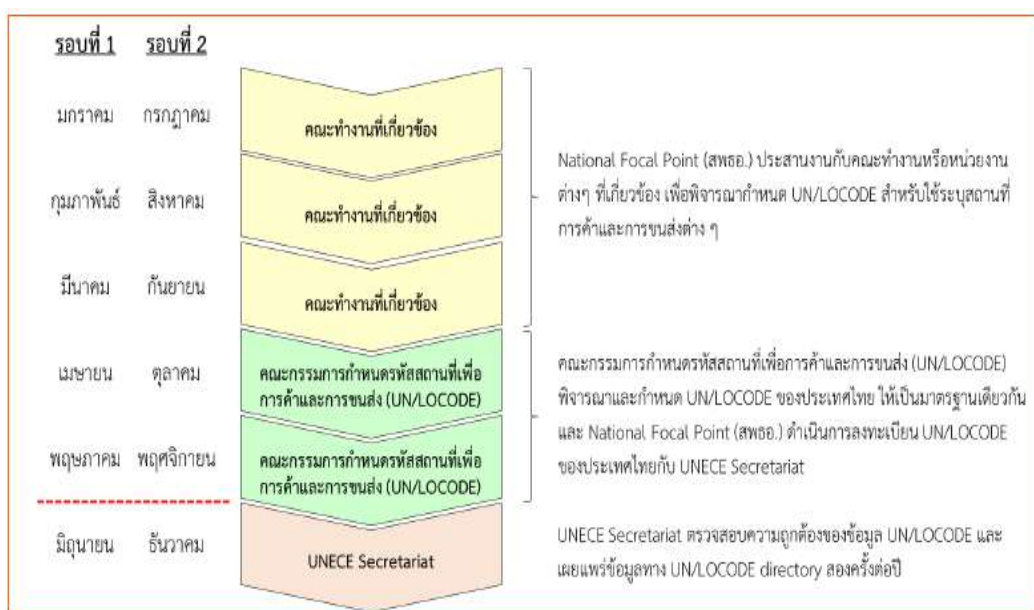 รอบที่ 1 รอบที่ 2
มกราคม กรกฎาคม
คณะทำงานที่เกี่ยวข้อง
กุมภาพันธ์ สิงหาคม
คณะทำงานที่เกี่ยวข้อง
มีนาคม กันยายน
คณะทำงานที่เกี่ยวข้อง
National Focal Point (สพธอ.) ประสานงานกับคณะทำงานหรือหน่วยงาน
ต่างๆ ที่เกี่ยวข้อง เพื่อพิจารณากำหนด UN/LOCODE สำหรับใช้ระบุสถานที่
การค้าและการขนส่งต่าง ๆ
เมษายน ตุลาคม
คณะกรรมการกำหนดรหัสสถานที่เพื่อ
การค้าและการขนส่ง (UN/LOCODE)
พฤษภาคม พฤศจิกายน
คณะกรรมการกำหนดรหัสสถานที่เพื่อ
การค้าและการขนส่ง (UN/LOCODE)
คณะกรรมการกำหนดรหัสสถานที่เพื่อการค้าและการขนส่ง (UN/LOCODE)
พิจารณาและกำหนด UN/LOCODE ของประเทศไทย ให้เป็นมาตรฐานเดียวกัน
และ National Focal Point (สพธอ.) ดำเนินการลงทะเบียน UN/LOCODE
ของประเทศไทยกับ UNECE Secretariat
มิถุนายน ธันวาคม
UNECE Secretariat
UNECE Secretariat ตรวจสอบความถูกต้องของข้อมูล UN/LOCODE และ
เผยแพร่ข้อมูลทาง UN/LOCODE directory สองครั้งต่อปี